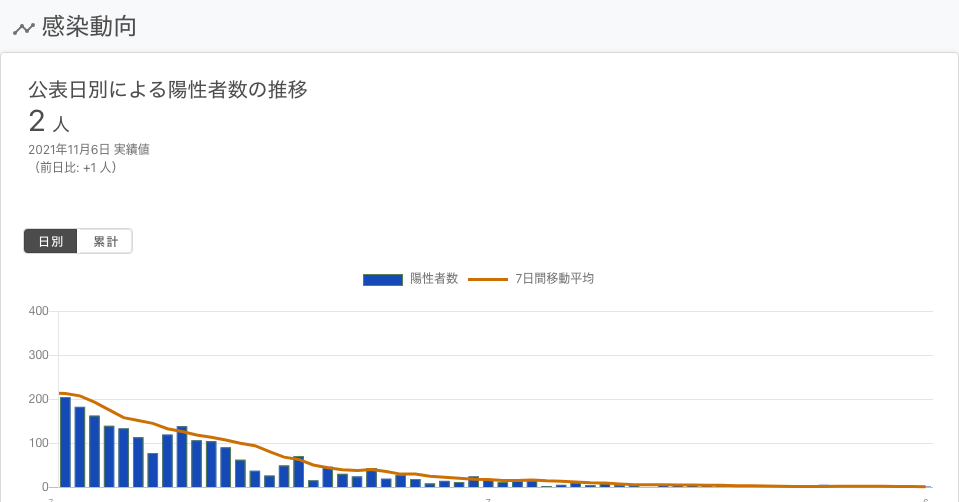 感染動向
公表日別による陽性者数の推移
2 人
2021年11月6日 実績値
（前日比: +1 人）
日別 累計
陽性者数 7日間移動平均
400
300
200
100
0